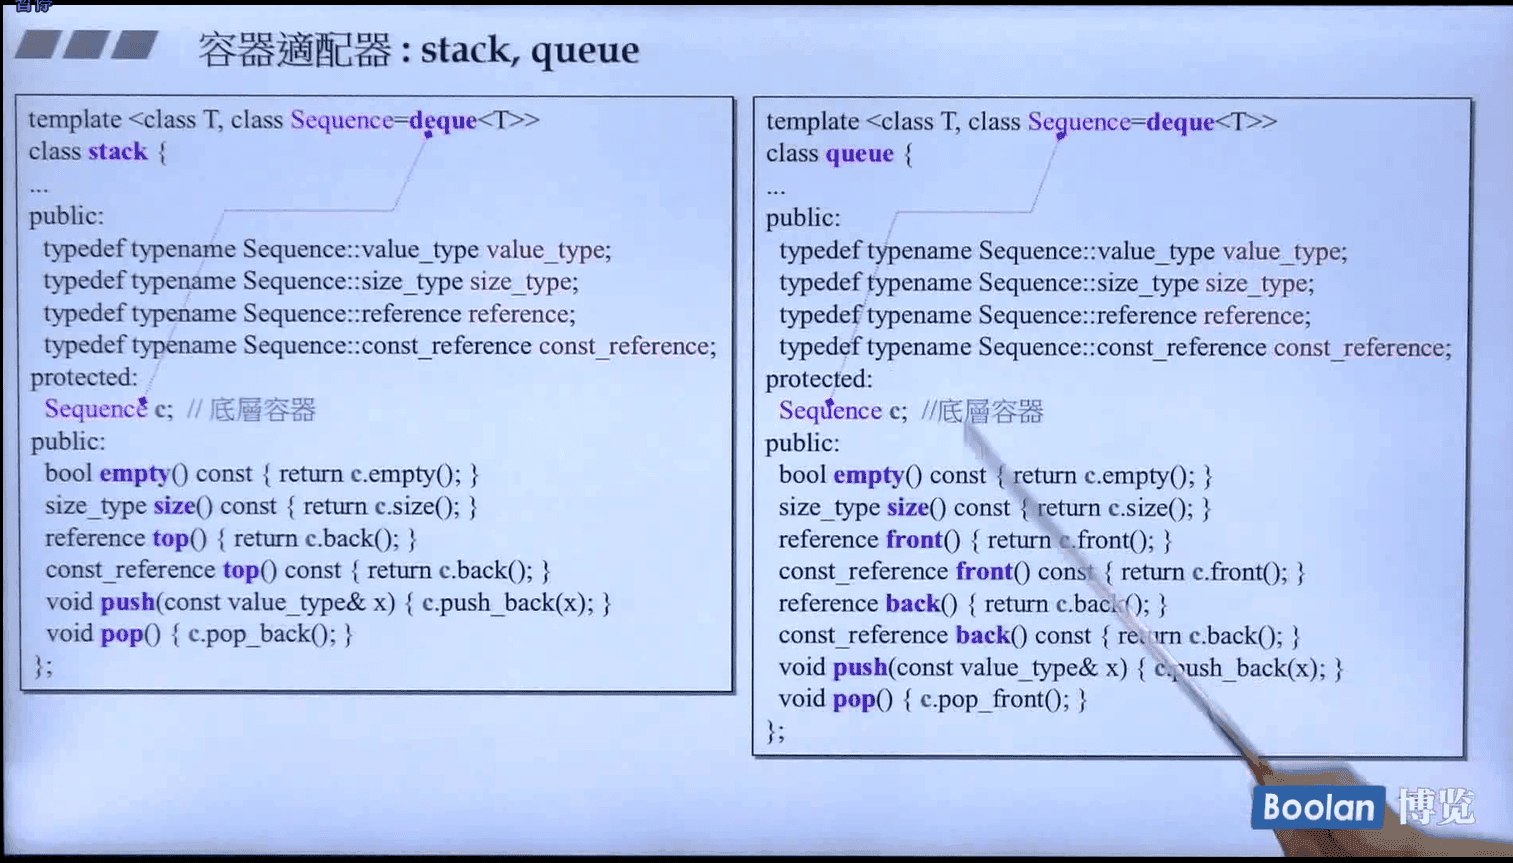 暂停
容器適配器 : stack, queue
template <class T, class Sequence=deque<T>>
class stack {
...
public:
typedef typename Sequence::value_type value_type;
typedef typename Sequence::size_type size_type;
typedef typename Sequence::reference reference;
typedef typename Sequence::const_reference const_reference;
protected:
Sequence c; // 底層容器
public:
bool empty() const { return c.empty(); }
size_type size() const { return c.size(); }
reference top() { return c.back(); }
const_reference top() const { return c.back(); }
void push(const value_type& x) { c.push_back(x); }
void pop() { c.pop_back(); }
};
template <class T, class Sequence=deque<T>>
class queue {
...
public:
typedef typename Sequence::value_type value_type;
typedef typename Sequence::size_type size_type;
typedef typename Sequence::reference reference;
typedef typename Sequence::const_reference const_reference;
protected:
Sequence c; //底層容器
public:
bool empty() const { return c.empty(); }
size_type size() const { return c.size(); }
reference front() { return c.front(); }
const_reference front() const { return c.front(); }
reference back() { return c.back(); }
const_reference back() const { return c.back(); }
void push(const value_type& x) { c.push_back(x); }
void pop() { c.pop_front(); }
};
Boolan 博览